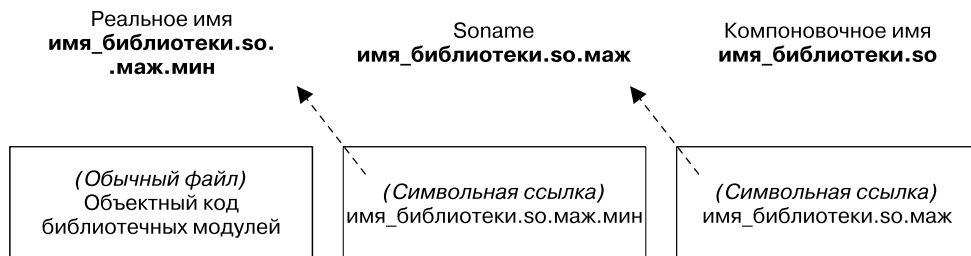 Реальное имя
имя_библиотеки.so.
.маж.мин
Soname
имя_библиотеки.so.маж
Компоновочное имя
имя_библиотеки.so
(Обычный файл)
Объектный код
библиотечных модулей
(Символьная ссылка)
имя_библиотеки.so.маж.мин
(Символьная ссылка)
имя_библиотеки.so.маж